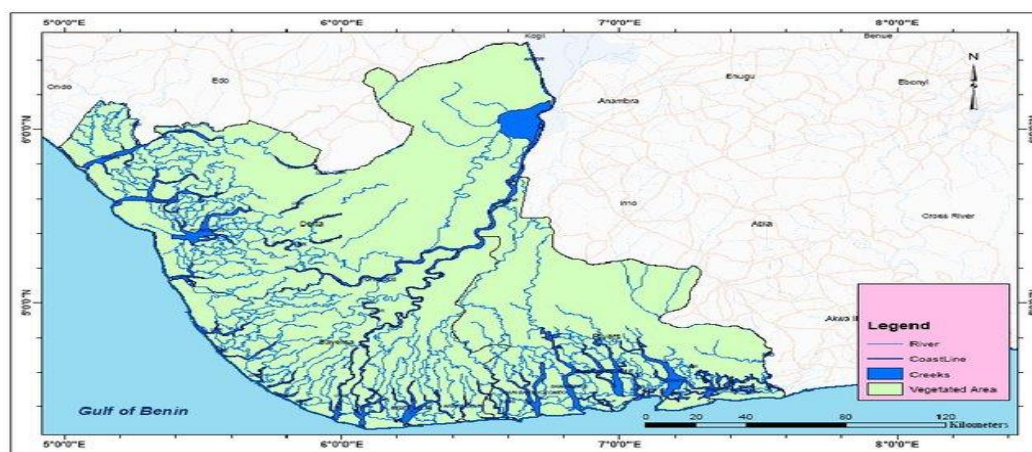 5°0'0"E 6°0'0"E 7°0'0"E 8°0'0"E
Kogi
Benue
N
Edo
Enugu
Ebonyi
Ondo
Anambra
6°0'0"N
Imo
Abia
Cross River
Delta
5°0'0"N
Akwa
Bayelsa
Rivers
Legend
River
CoastLine
Creeks
Vegetated Area
Gulf of Benin
0 20 40 80 120
Kilometers
5°0'0"E 6°0'0"E 7°0'0"E 8°0'0"E